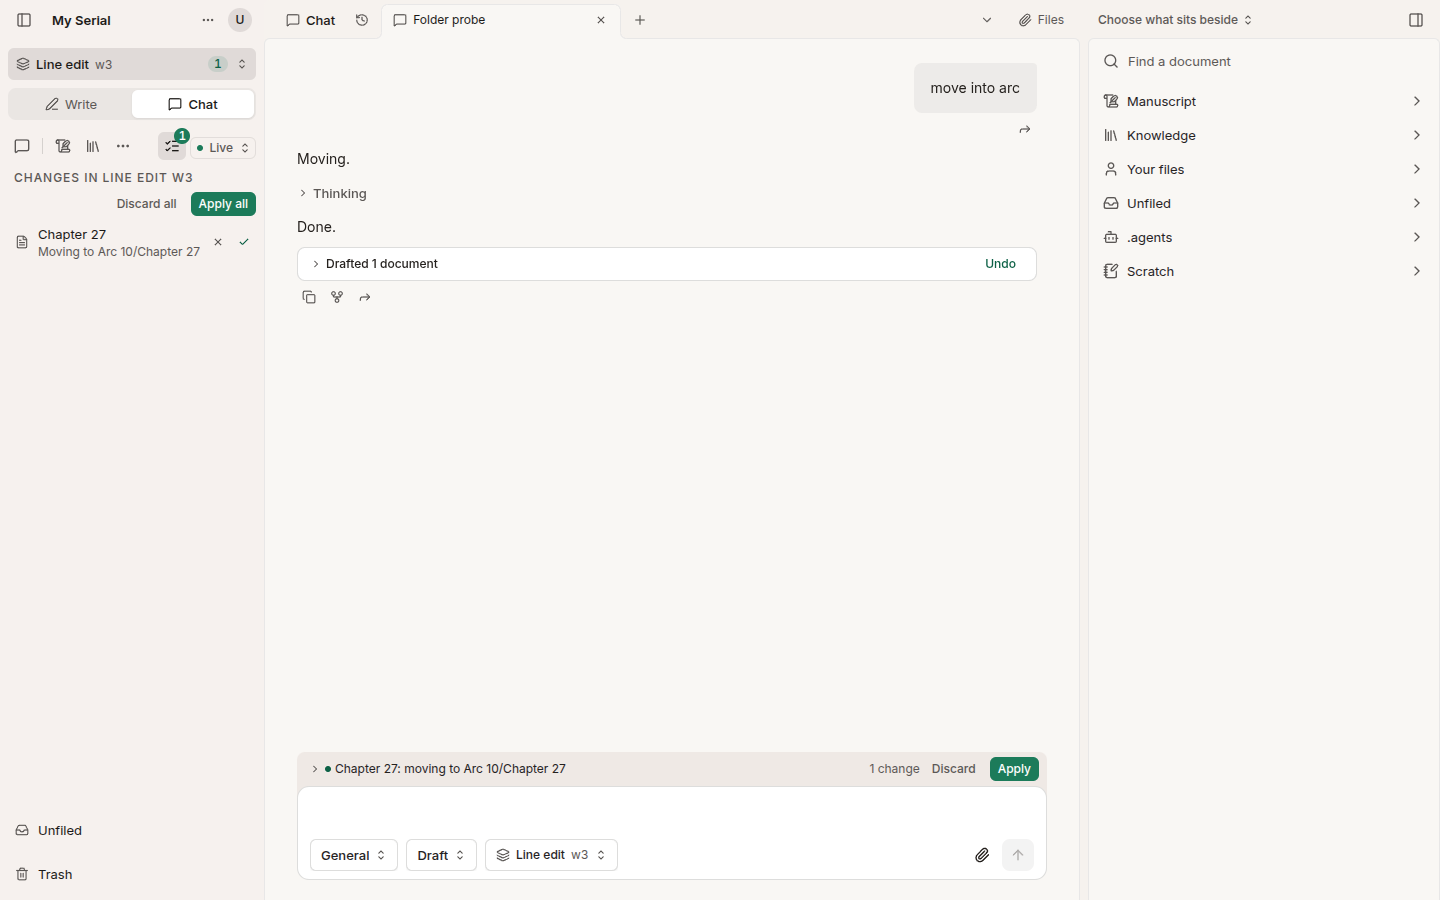 My Serial
U
Line edit w3
1
Write
Chat
1
Live
CHANGES IN LINE EDIT W3
Discard all
Apply all
Chapter 27
Moving to Arc 10/Chapter 27
Unfiled
Trash
Chat
Folder probe
Files
move into arc
Moving.
Thinking
Done.
Drafted 1 document
Undo
Chapter 27: moving to Arc 10/Chapter 27
1 change
Discard
Apply
General
Draft
Line edit w3
Choose what sits beside
Find a document
Manuscript
Knowledge
Your files
Unfiled
.agents
Scratch